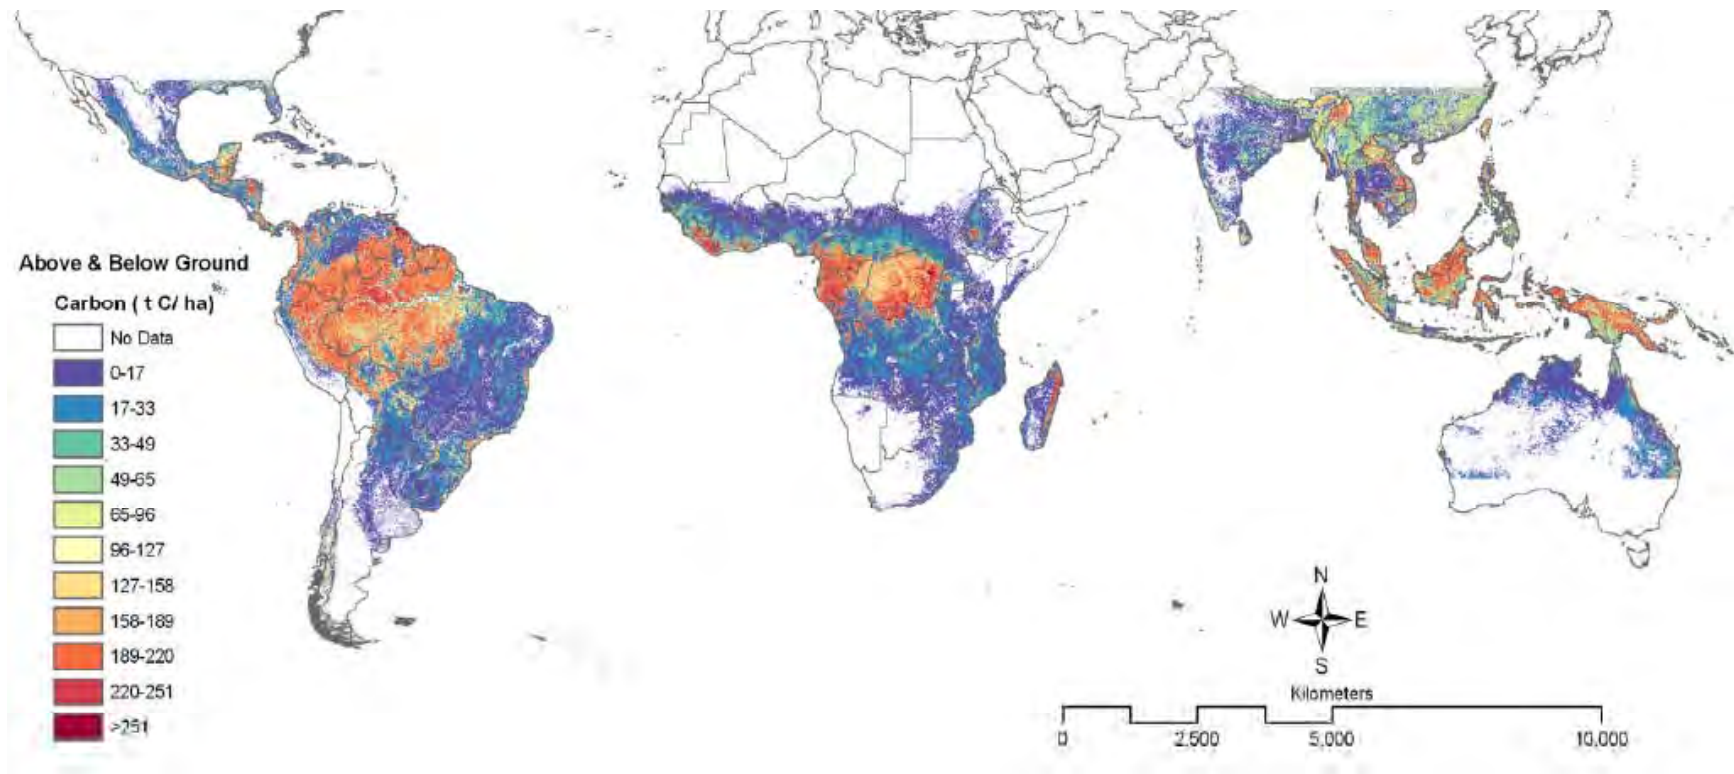 Above & Below Ground
Carbon ( t C/ ha)
No Data
0-17
17-33
33-49
49-65
65-96
96-127
127-158
158-189
189-220
220-251
>251
N
W E
S
Kilometers
0 2.500 5,000 10,000